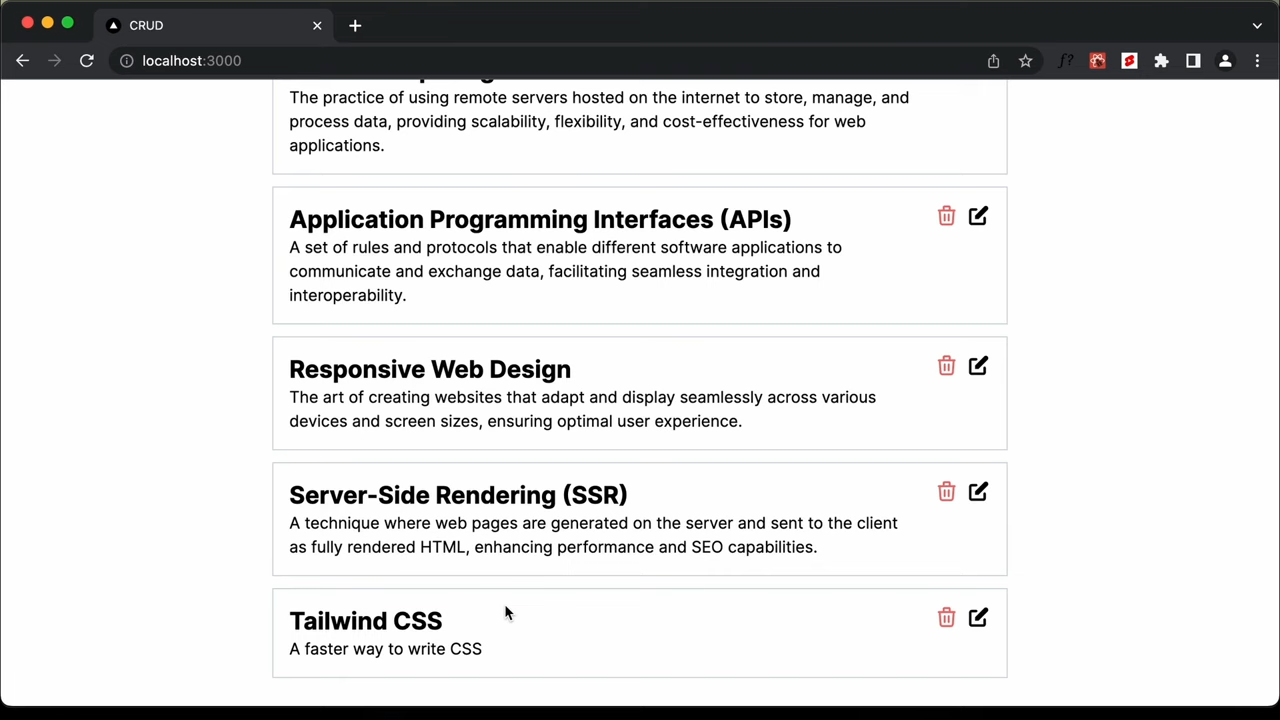 CRUD
localhost:3000
The practice of using remote servers hosted on the internet to store, manage, and
process data, providing scalability, flexibility, and cost-effectiveness for web
applications.
Application Programming Interfaces (APIs)
A set of rules and protocols that enable different software applications to
communicate and exchange data, facilitating seamless integration and
interoperability.
Responsive Web Design
The art of creating websites that adapt and display seamlessly across various
devices and screen sizes, ensuring optimal user experience.
Server-Side Rendering (SSR)
A technique where web pages are generated on the server and sent to the client
as fully rendered HTML, enhancing performance and SEO capabilities.
Tailwind CSS
A faster way to write CSS